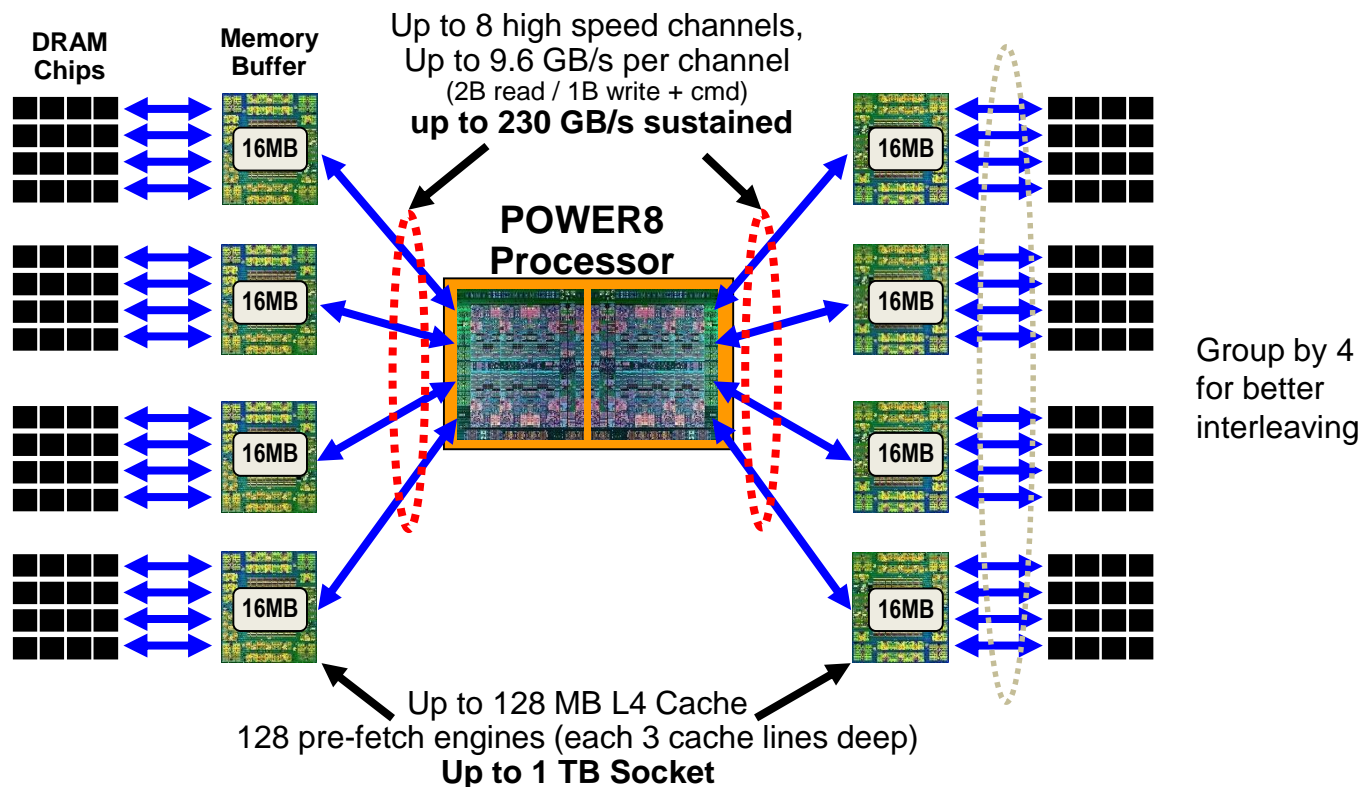 DRAM
Chips
Memory
Buffer
Up to 8 high speed channels,
Up to 9.6 GB/s per channel
(2B read / 1B write + cmd)
up to 230 GB/s sustained
16MB
16MB
POWER8
Processor
16MB
16MB
Group by 4
for better
interleaving
16MB
16MB
16MB
16MB
Up to 128 MB L4 Cache
128 pre-fetch engines (each 3 cache lines deep)
Up to 1 TB Socket